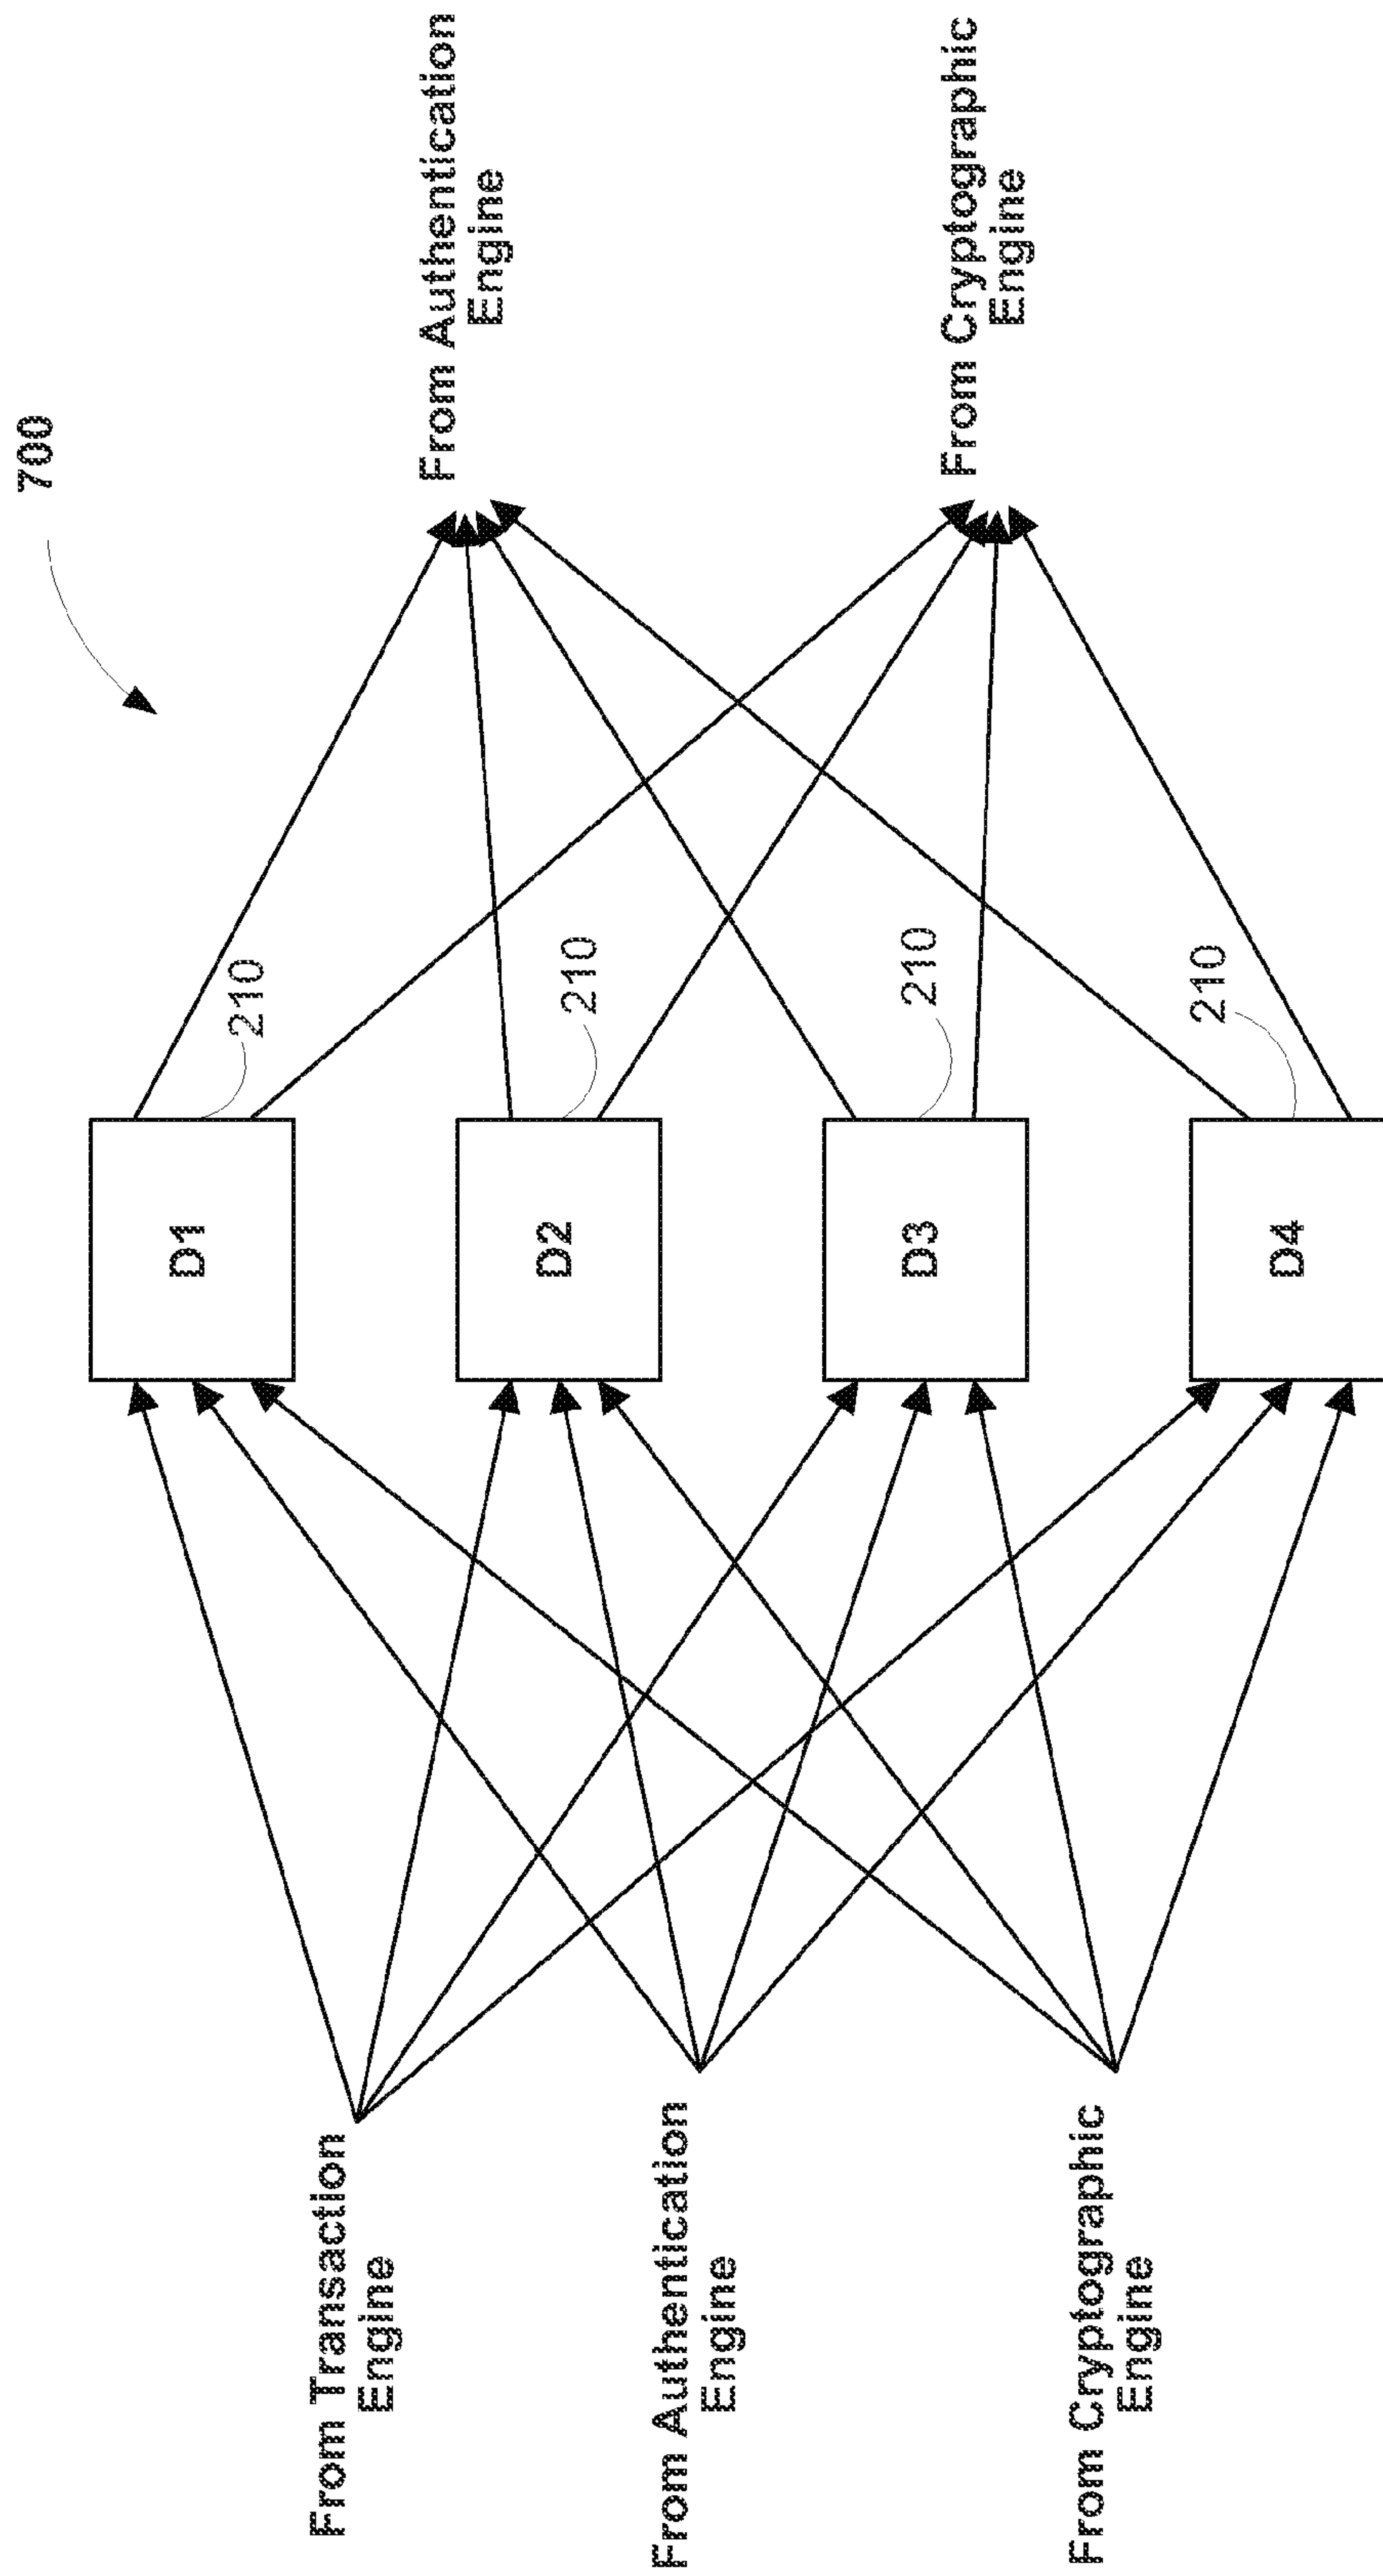 700
From Transaction
Engine
From Authentication
Engine
From Cryptographic
Engine
D1
210
D2
210
D3
210
D4
210
From Authentication
Engine
From Cryptographic
Engine